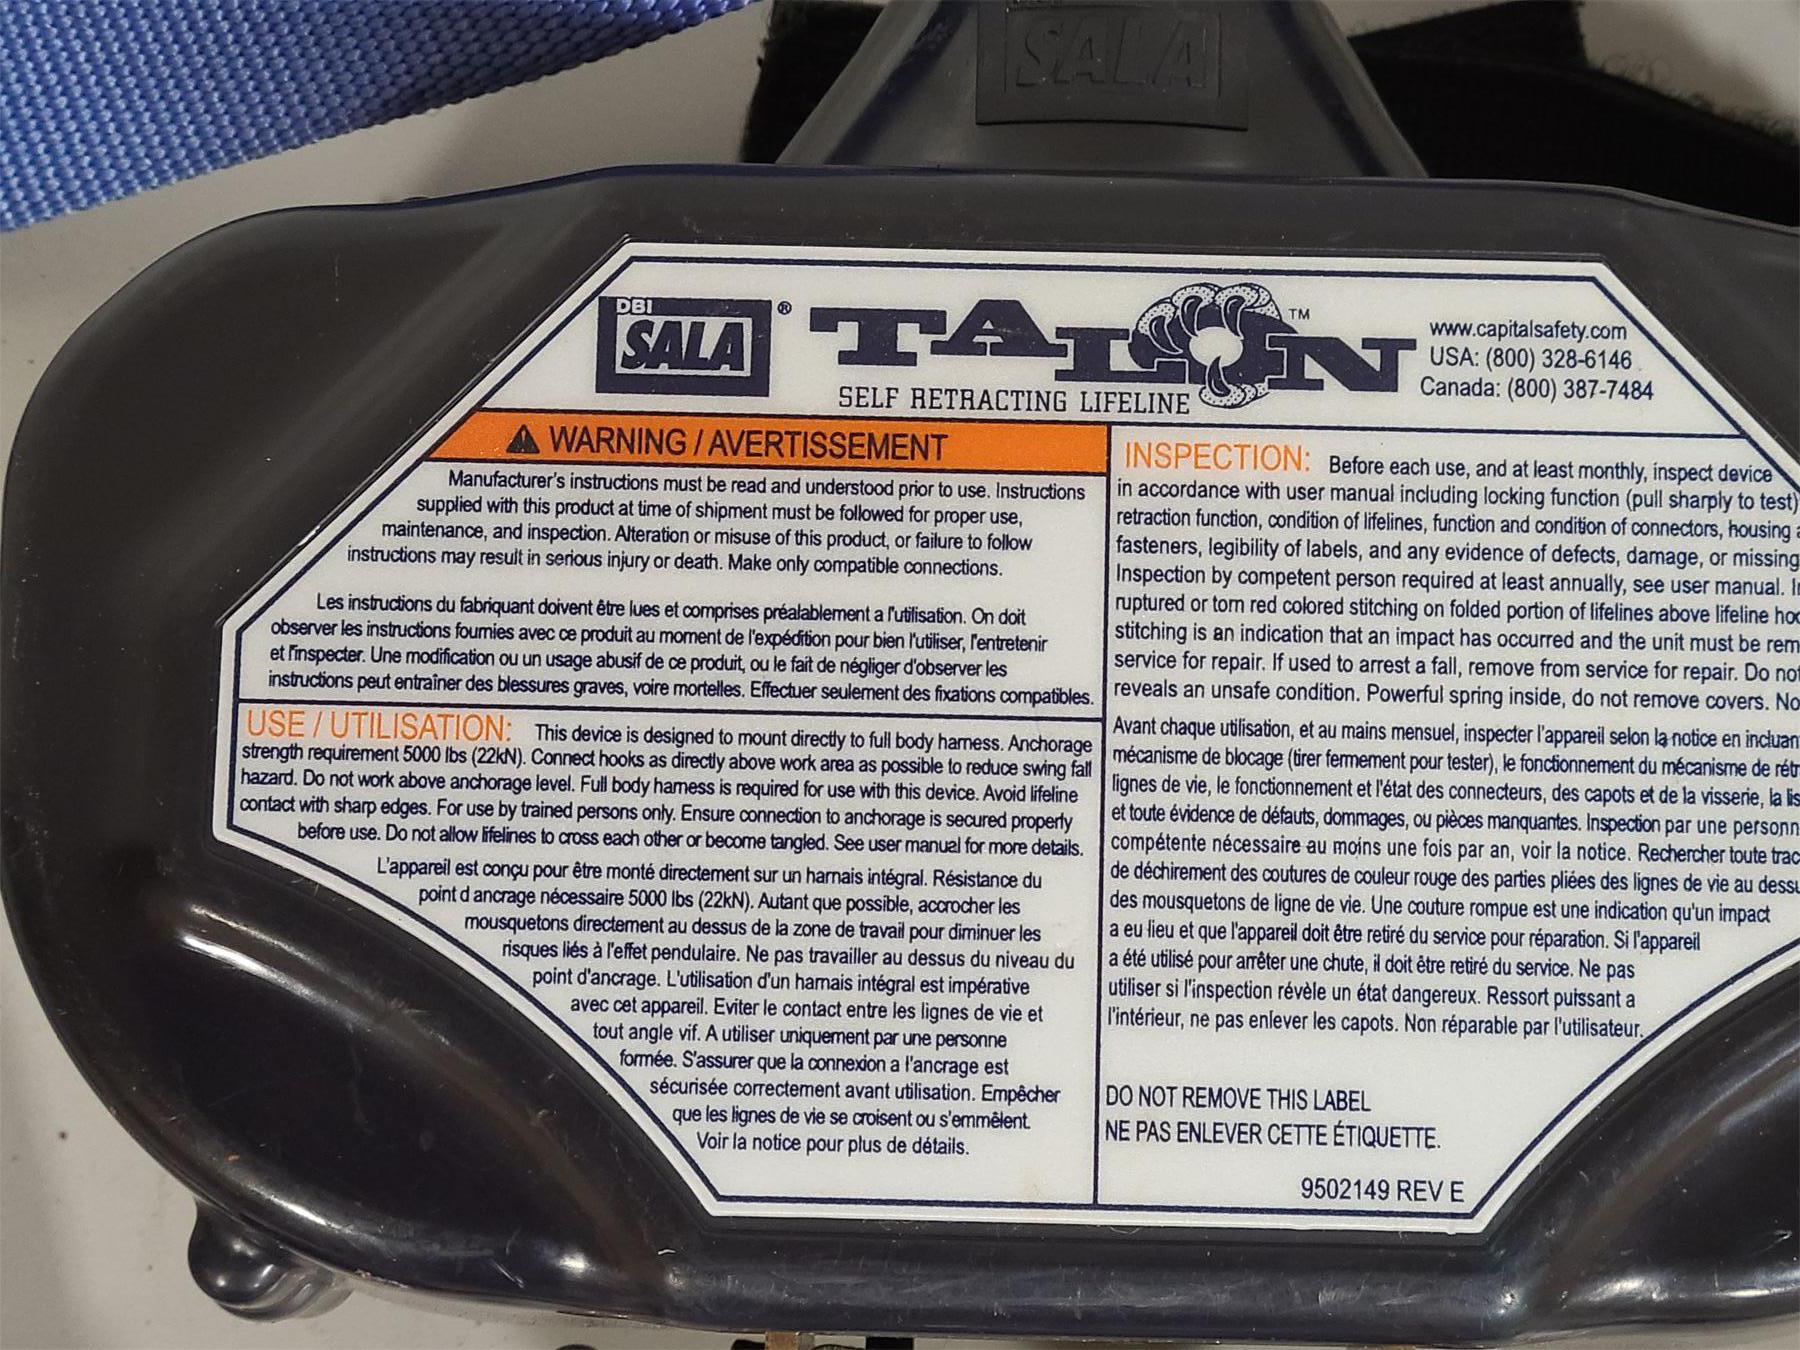 SALA
DBI
SALA ®
TALON™
SELF RETRACTING LIFELINE
www.capitalsafety.com
USA: (800) 328-6146
Canada: (800) 387-7484
WARNING / AVERTISSEMENT
Manufacturer's instructions must be read and understood prior to use. Instructions
supplied with this product at time of shipment must be followed for proper use,
maintenance, and inspection. Alteration or misuse of this product, or failure to follow
instructions may result in serious injury or death. Make only compatible connections.
Les instructions du fabriquant doivent être lues et comprises préalablement a l'utilisation. On doit
observer les instructions fournies avec ce produit au moment de l'expédition pour bien l'utiliser, l'entretenir
et l'inspecter. Une modification ou un usage abusif de ce produit, ou le fait de négliger d'observer les
instructions peut entraîner des blessures graves, voire mortelles. Effectuer seulement des fixations compatibles.
USE / UTILISATION: This device is designed to mount directly to full body harness. Anchorage
strength requirement 5000 lbs (22kN). Connect hooks as directly above work area as possible to reduce swing fall
hazard. Do not work above anchorage level. Full body harness is required for use with this device. Avoid lifeline
contact with sharp edges. For use by trained persons only. Ensure connection to anchorage is secured properly
before use. Do not allow lifelines to cross each other or become tangled. See user manual for more details.
L'appareil est conçu pour être monté directement sur un harnais intégral. Résistance du
point d ancrage nécessaire 5000 lbs (22kN). Autant que possible, accrocher les
mousquetons directement au dessus de la zone de travail pour diminuer les
risques liés à l'effet pendulaire. Ne pas travailler au dessus du niveau du
point d'ancrage. L'utilisation d'un harnais intégral est impérative
avec cet appareil. Eviter le contact entre les lignes de vie et
tout angle vif. A utiliser uniquement par une personne
formée. S'assurer que la connexion a l'ancrage est
sécurisée correctement avant utilisation. Empêcher
que les lignes de vie se croisent ou s'emmêlent.
Voir la notice pour plus de détails.
INSPECTION: Before each use, and at least monthly, inspect device
in accordance with user manual including locking function (pull sharply to test)
retraction function, condition of lifelines, function and condition of connectors, housing
fasteners, legibility of labels, and any evidence of defects, damage, or missing
Inspection by competent person required at least annually, see user manual.
ruptured or torn red colored stitching on folded portion of lifelines above lifeline
stitching is an indication that an impact has occurred and the unit must be
service for repair. If used to arrest a fall, remove from service for repair. Do
reveals an unsafe condition. Powerful spring inside, do not remove covers.
Avant chaque utilisation, et au mains mensuel, inspecter l'appareil selon la notice en
mécanisme de blocage (tirer fermement pour tester), le fonctionnement du mécanisme de
lignes de vie, le fonctionnement et l'état des connecteurs, des capots et de la visserie, la
et toute évidence de défauts, dommages, ou pièces manquantes. Inspection par une
compétente nécessaire au moins une fois par an, voir la notice. Rechercher toute
de déchirement des coutures de couleur rouge des parties pliées des lignes de vie au
des mousquetons de ligne de vie. Une couture rompue est une indication qu'un impact
a eu lieu et que l'appareil doit être retiré du service pour réparation. Si l'appareil
a été utilisé pour arrêter une chute, il doit être retiré du service. Ne pas
utiliser si l'inspection révèle un état dangereux. Ressort puissant a
l'intérieur, ne pas enlever les capots. Non réparable par l'utilisateur.
DO NOT REMOVE THIS LABEL
NE PAS ENLEVER CETTE ÉTIQUETTE.
9502149 REV E